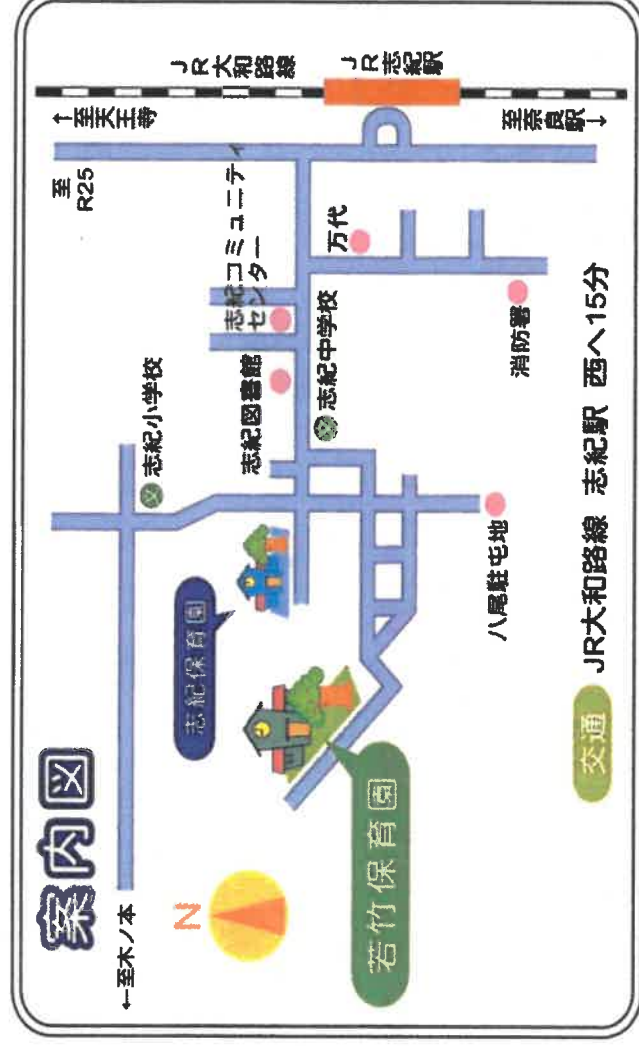 案内図
←至木ノ本
N
志紀小学校
至
R25
↑至天王寺
JR大和路線
JR志紀駅
至奈良駅↓
志紀コミュニティ
センター
志紀図書館
志紀中学校
万代
消防署
八尾駐屯地
志紀保育園
若竹保育園
交通
JR大和路線 志紀駅 西へ15分